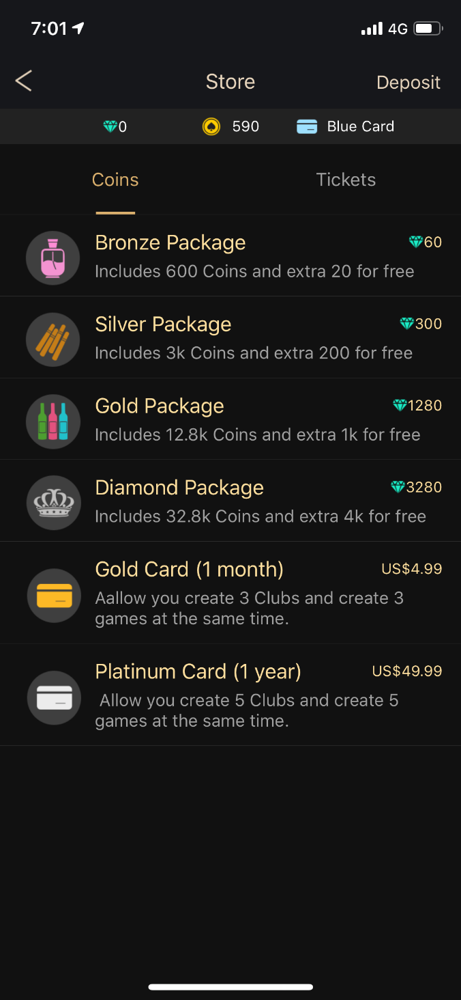 7:01 4G
Store Deposit
0 590 Blue Card
Coins Tickets
Bronze Package 60
Includes 600 Coins and extra 20 for free
Silver Package 300
Includes 3k Coins and extra 200 for free
Gold Package 1280
Includes 12.8k Coins and extra 1k for free
Diamond Package 3280
Includes 32.8k Coins and extra 4k for free
Gold Card (1 month) US$4.99
Aallow you create 3 Clubs and create 3
games at the same time.
Platinum Card (1 year) US$49.99
Allow you create 5 Clubs and create 5
games at the same time.